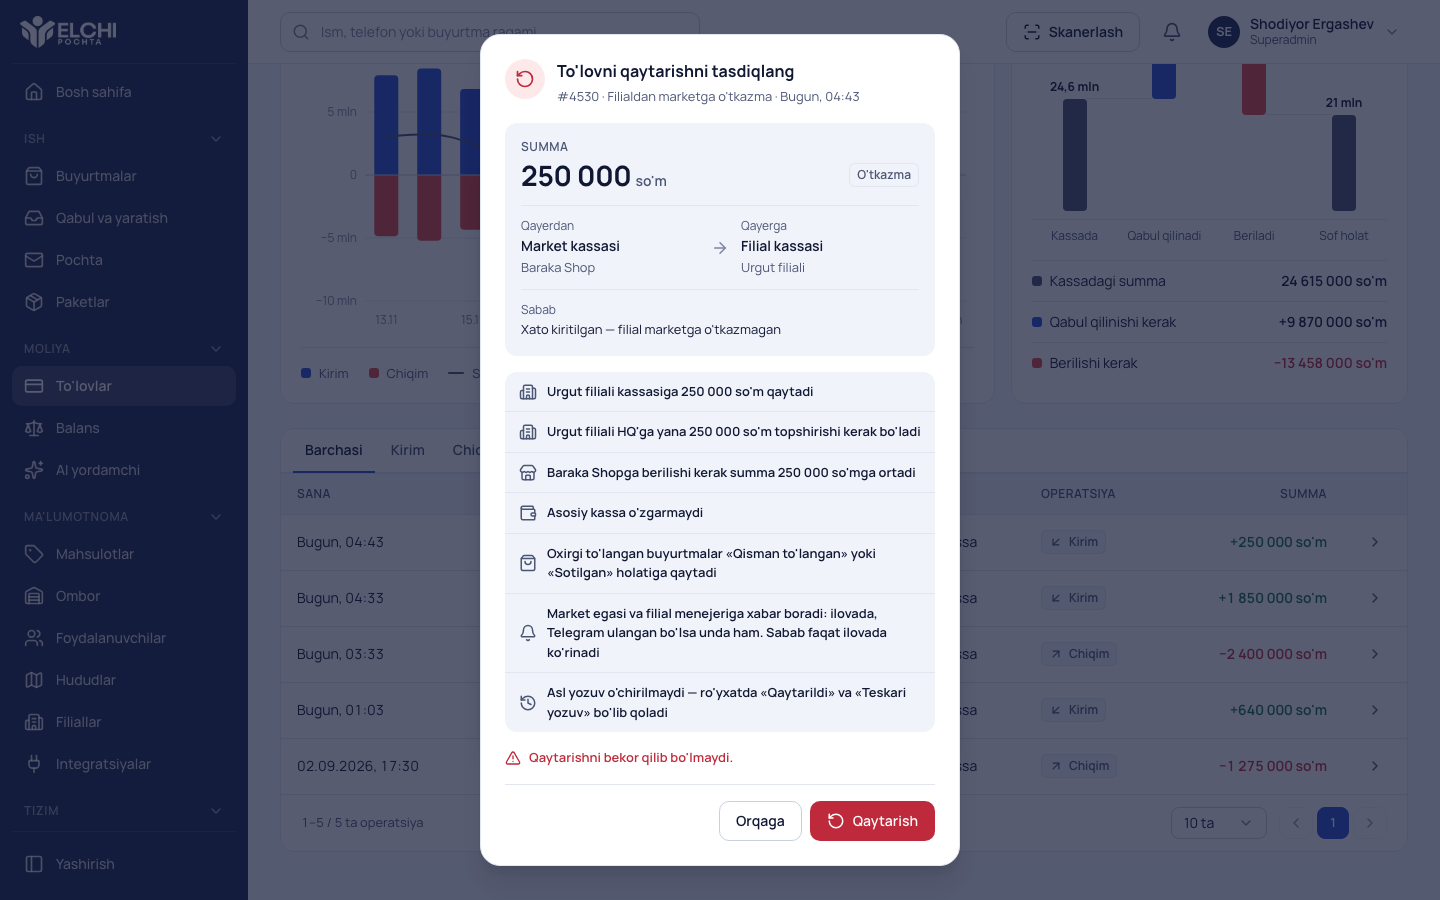 ELCHI
POCHTA
Ism, telefon yoki buyurtma raqami
Skanerlash
SE
Shodiyor Ergashev
Superadmin
Bosh sahifa
ISH
Buyurtmalar
Qabul va yaratish
Pochta
Paketlar
MOLIYA
To'lovlar
Balans
AI yordamchi
MA'LUMOTNOMA
Mahsulotlar
Ombor
Foydalanuvchilar
Hududlar
Filiallar
Integratsiyalar
TIZIM
Yashirish
5 mln
0
−5 mln
−10 mln
13.11
Kirim
Chiqim
24,6 mln
21 mln
Kassada
Qabul qilinadi
Beriladi
Sof holat
Kassadagi summa
24 615 000 so'm
Qabul qilinishi kerak
+9 870 000 so'm
Berilishi kerak
−13 458 000 so'm
Barchasi
Kirim
SANA
OPERATSIYA
SUMMA
Bugun, 04:43
Kirim
+250 000 so'm
Bugun, 04:33
Kirim
+1 850 000 so'm
Bugun, 03:33
Chiqim
−2 400 000 so'm
Bugun, 01:03
Kirim
+640 000 so'm
02.09.2026, 17:30
Chiqim
−1 275 000 so'm
1–5 / 5 ta operatsiya
10 ta
1
To'lovni qaytarishni tasdiqlang
#4530 · Filialdan marketga o'tkazma · Bugun, 04:43
SUMMA
250 000 so'm
O'tkazma
Qayerdan
Market kassasi
Baraka Shop
Qayerga
Filial kassasi
Urgut filiali
Sabab
Xato kiritilgan — filial marketga o'tkazmagan
Urgut filiali kassasiga 250 000 so'm qaytadi
Urgut filiali HQ'ga yana 250 000 so'm topshirishi kerak bo'ladi
Baraka Shopga berilishi kerak summa 250 000 so'mga ortadi
Asosiy kassa o'zgarmaydi
Oxirgi to'langan buyurtmalar «Qisman to'langan» yoki
«Sotilgan» holatiga qaytadi
Market egasi va filial menejeriga xabar boradi: ilovada,
Telegram ulangan bo'lsa unda ham. Sabab faqat ilovada
ko'rinadi
Asl yozuv o'chirilmaydi — ro'yxatda «Qaytarildi» va «Teskari
yozuv» bo'lib qoladi
Qaytarishni bekor qilib bo'lmaydi.
Orqaga
Qaytarish